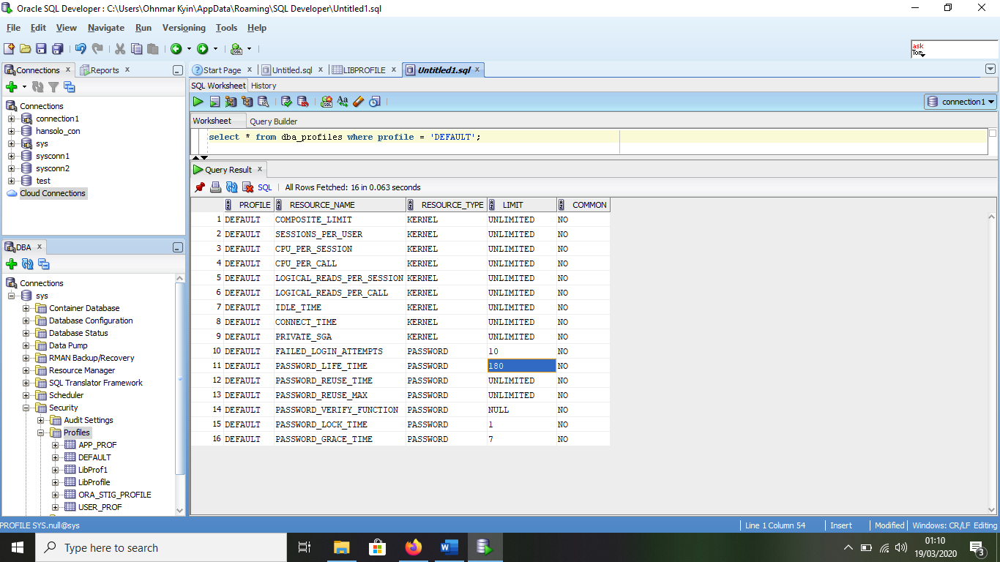 Oracle SQL Developer : C:\Users\Ohnmar Kyin\AppData\Roaming\SQL Developer\Untitled1.sql
File Edit View Navigate Run Versioning Tools Help
ask
Tom
Connections x Reports x
Start Page x Untitled.sql x LIBPROFILE x Untitled1.sql x
SQL Worksheet History
connection1
Worksheet Query Builder
select * from dba_profiles where profile = 'DEFAULT';
Connections
connection1
hansolo_con
sys
sysconn1
sysconn2
test
Cloud Connections
Query Result x
SQL | All Rows Fetched: 16 in 0.063 seconds
PROFILE RESOURCE_NAME RESOURCE_TYPE LIMIT COMMON
1 DEFAULT COMPOSITE_LIMIT KERNEL UNLIMITED NO
2 DEFAULT SESSIONS_PER_USER KERNEL UNLIMITED NO
3 DEFAULT CPU_PER_SESSION KERNEL UNLIMITED NO
4 DEFAULT CPU_PER_CALL KERNEL UNLIMITED NO
5 DEFAULT LOGICAL_READS_PER_SESSION KERNEL UNLIMITED NO
6 DEFAULT LOGICAL_READS_PER_CALL KERNEL UNLIMITED NO
7 DEFAULT IDLE_TIME KERNEL UNLIMITED NO
8 DEFAULT CONNECT_TIME KERNEL UNLIMITED NO
9 DEFAULT PRIVATE_SGA KERNEL UNLIMITED NO
10 DEFAULT FAILED_LOGIN_ATTEMPTS PASSWORD 10 NO
11 DEFAULT PASSWORD_LIFE_TIME PASSWORD 180 NO
12 DEFAULT PASSWORD_REUSE_TIME PASSWORD UNLIMITED NO
13 DEFAULT PASSWORD_REUSE_MAX PASSWORD UNLIMITED NO
14 DEFAULT PASSWORD_VERIFY_FUNCTION PASSWORD NULL NO
15 DEFAULT PASSWORD_LOCK_TIME PASSWORD 1 NO
16 DEFAULT PASSWORD_GRACE_TIME PASSWORD 7 NO
DBA x
Connections
sys
Container Database
Database Configuration
Database Status
Data Pump
RMAN Backup/Recovery
Resource Manager
SQL Translator Framework
Scheduler
Security
Audit Settings
Profiles
APP_PROF
DEFAULT
LibProf1
LibProfile
ORA_STIG_PROFILE
USER_PROF
PROFILE SYS.null@sys
Line 1 Column 54 | Insert | Modified | Windows: CR/LF Editing
Type here to search
01:10
19/03/2020
3